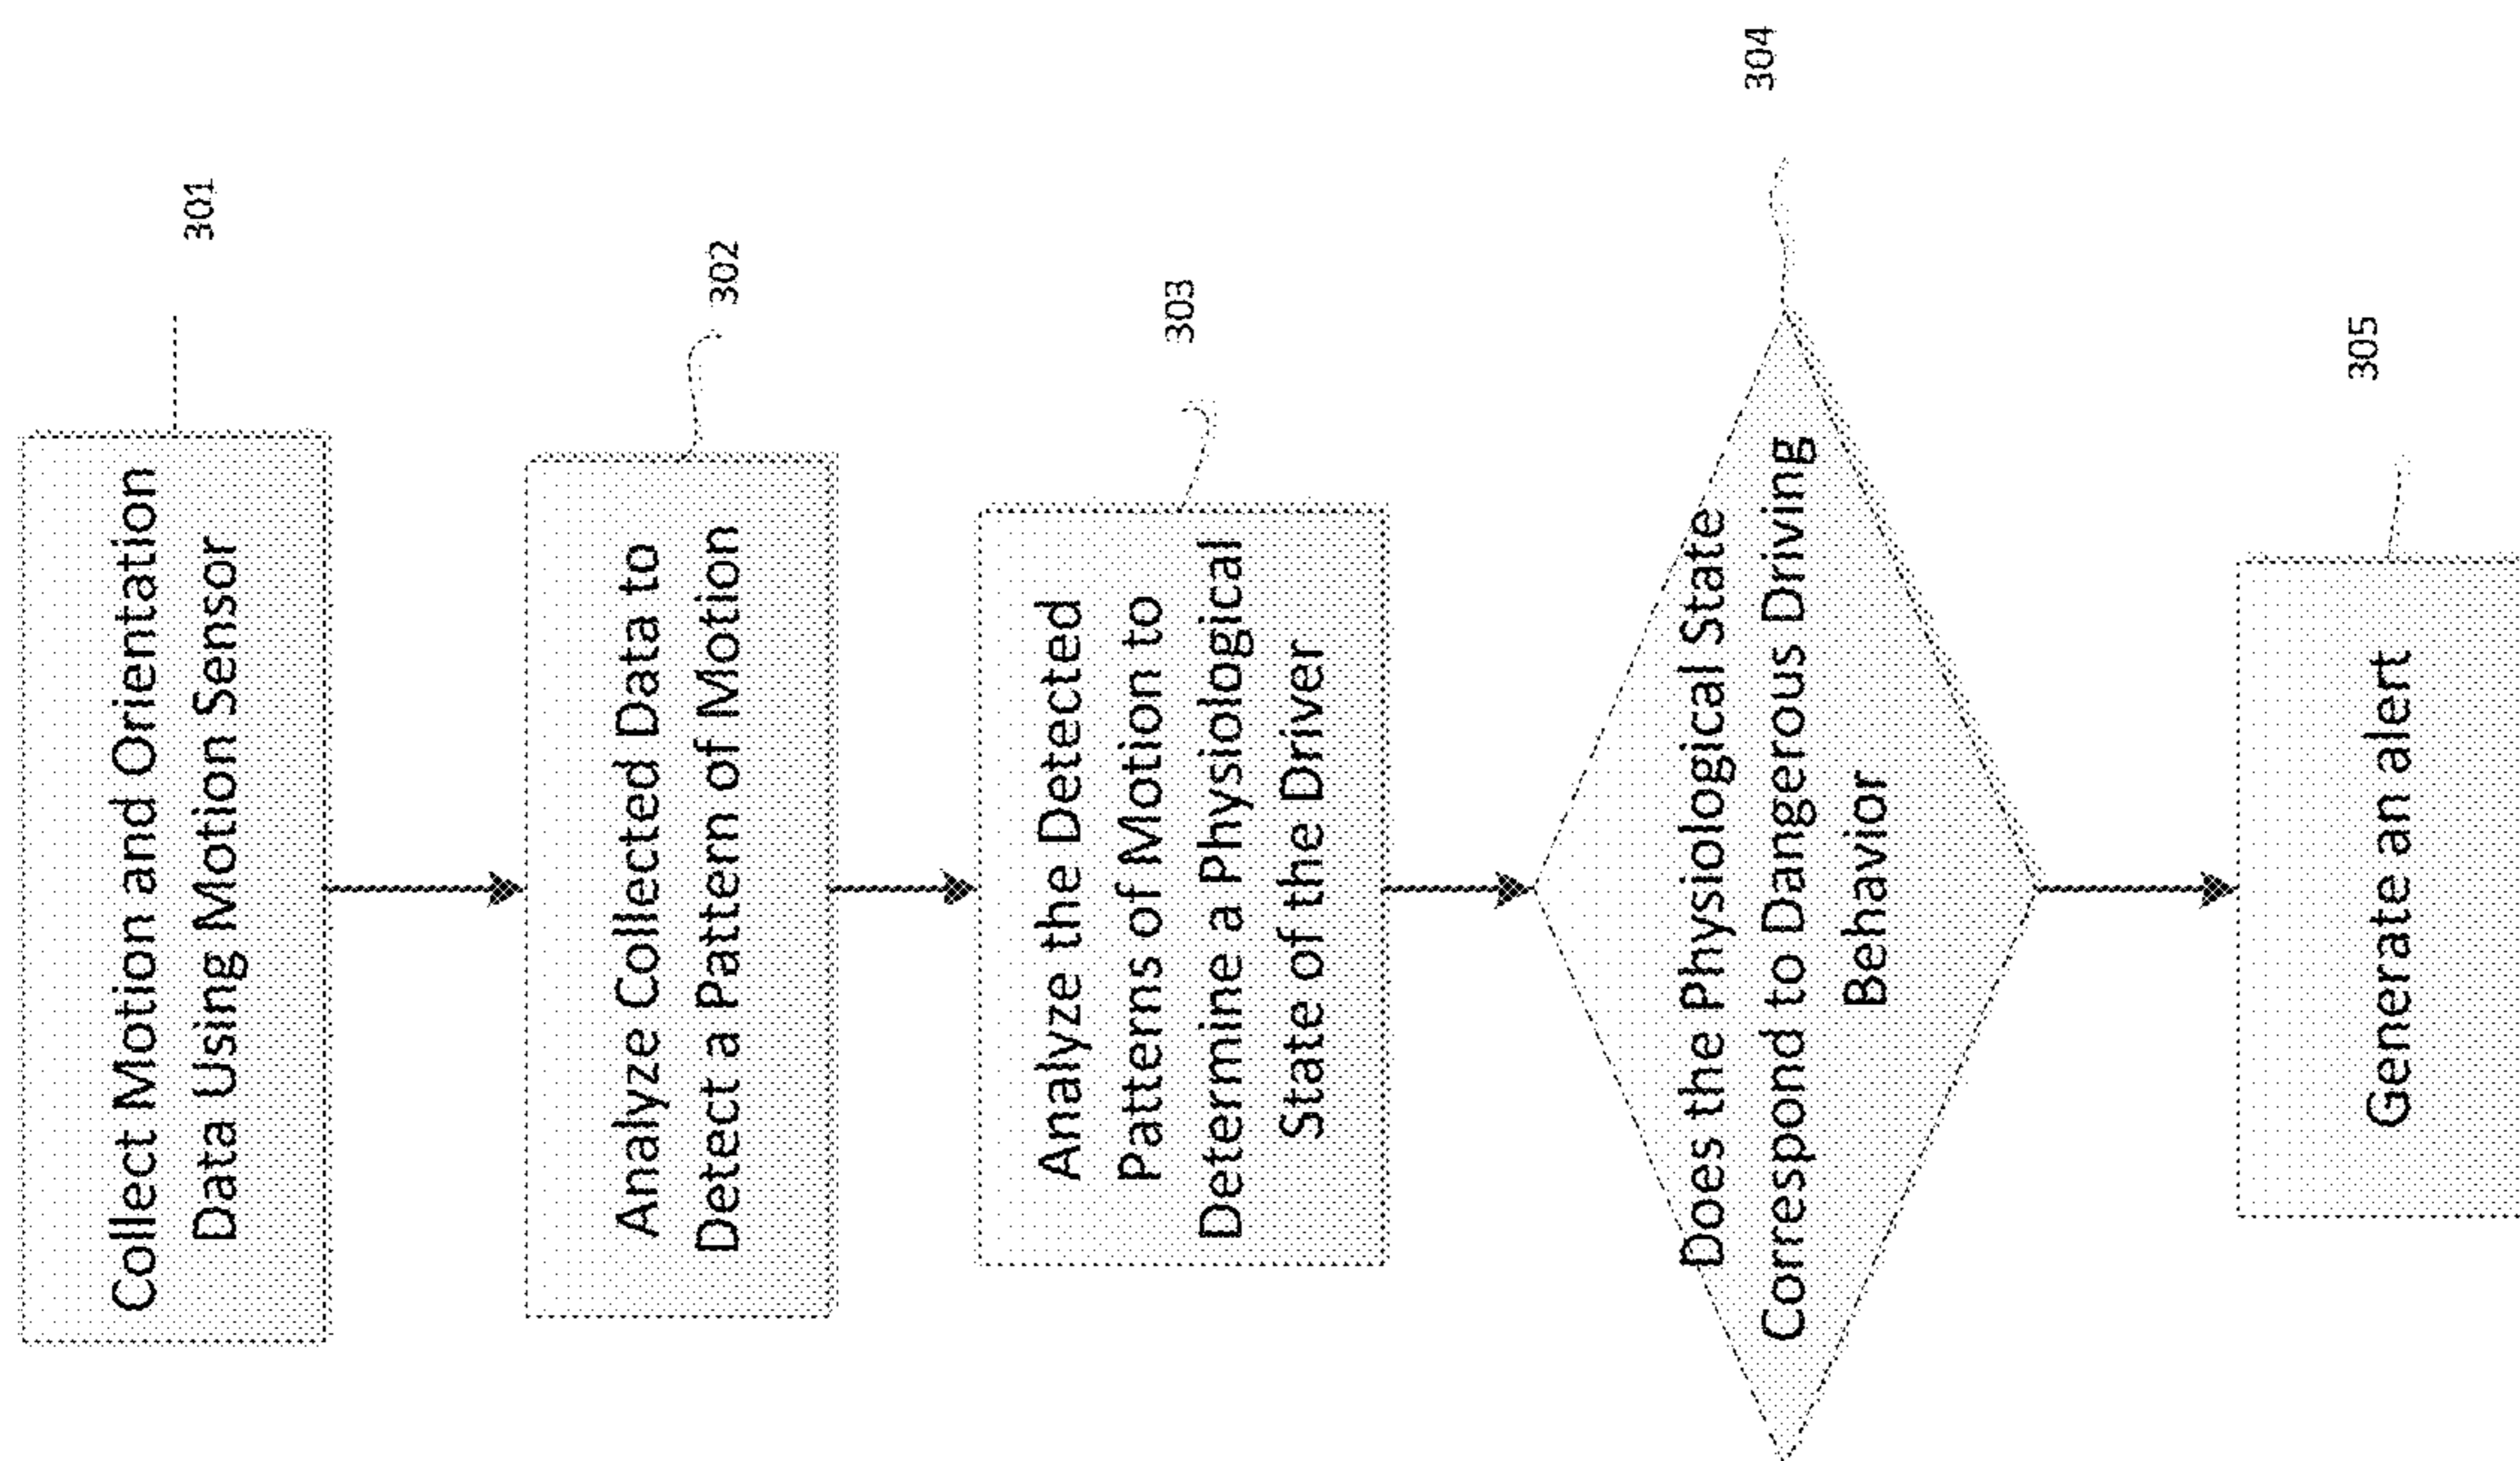 301
Collect Motion and Orientation
Data Using Motion Sensor
302
Analyze Collected Data to
Detect a Pattern of Motion
303
Analyze the Detected
Patterns of Motion to
Determine a Physiological
State of the Driver
304
Does the Physiological State
Correspond to Dangerous Driving
Behavior
305
Generate an alert